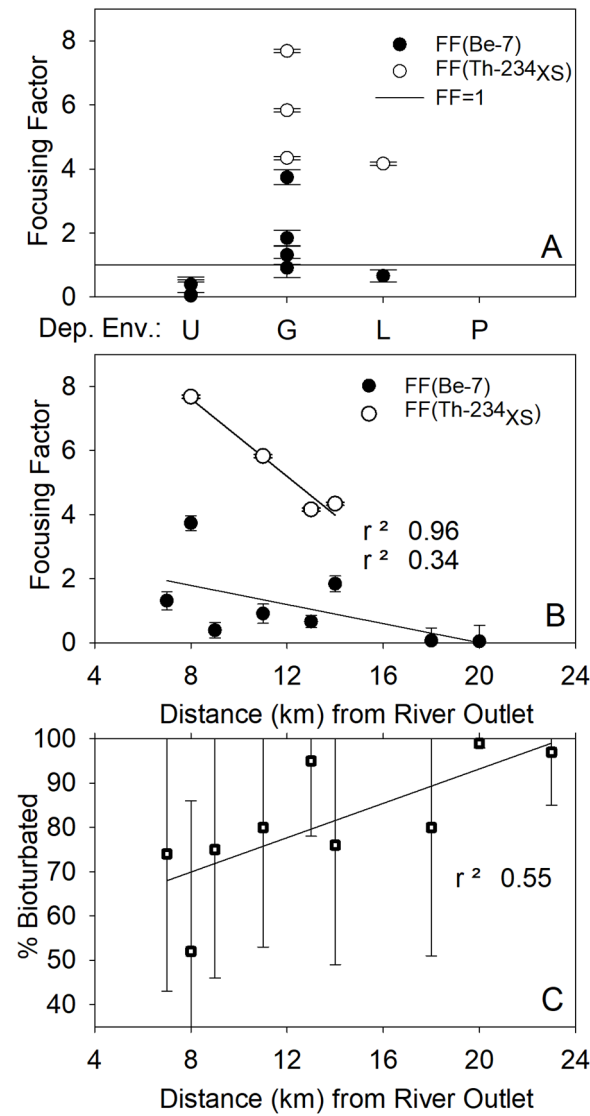 8
6
4
2
0
Focusing Factor
FF(Be-7)
FF(Th-234XS)
FF=1
A
Dep. Env.: U G L P
8
6
4
2
0
Focusing Factor
FF(Be-7)
FF(Th-234XS)
r ² 0.96
r ² 0.34
B
4 8 12 16 20 24
Distance (km) from River Outlet
100
90
80
70
60
50
40
% Bioturbated
r ² 0.55
C
4 8 12 16 20 24
Distance (km) from River Outlet